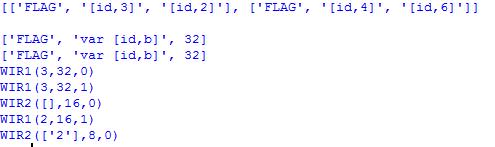 [['FLAG', '[id,3]', '[id,2]'], ['FLAG', '[id,4]', '[id,6]']]
['FLAG', 'var [id,b]', 32]
['FLAG', 'var [id,b]', 32]
WIR1(3,32,0)
WIR1(3,32,1)
WIR2([],16,0)
WIR1(2,16,1)
WIR2(['2'],8,0)